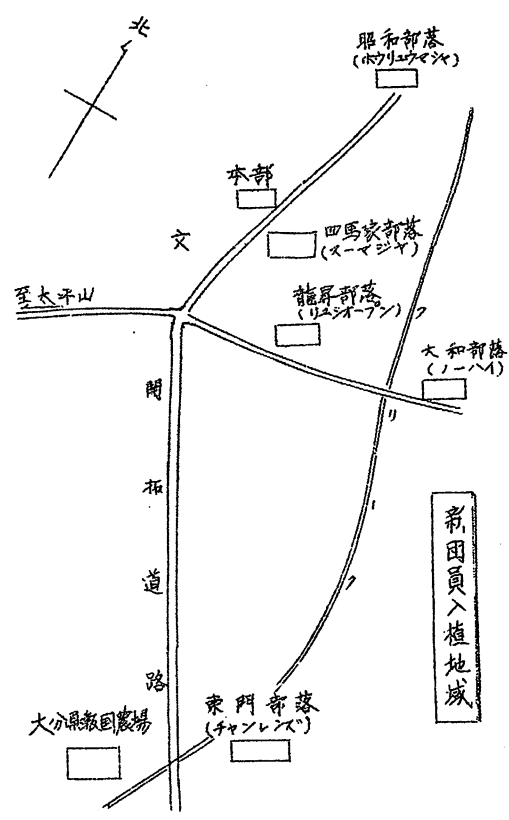 北
昭和部落
(ホウリュウマジャ)
本部
四馬家部落
(スーマジャ)
文
至太平山
龍昇部落
(リュシオープン)
大和部落
(ノーハイ)
クリーク
開拓道路
新団員入植地域
東門部落
(チャンレンズ)
大分県報国農場